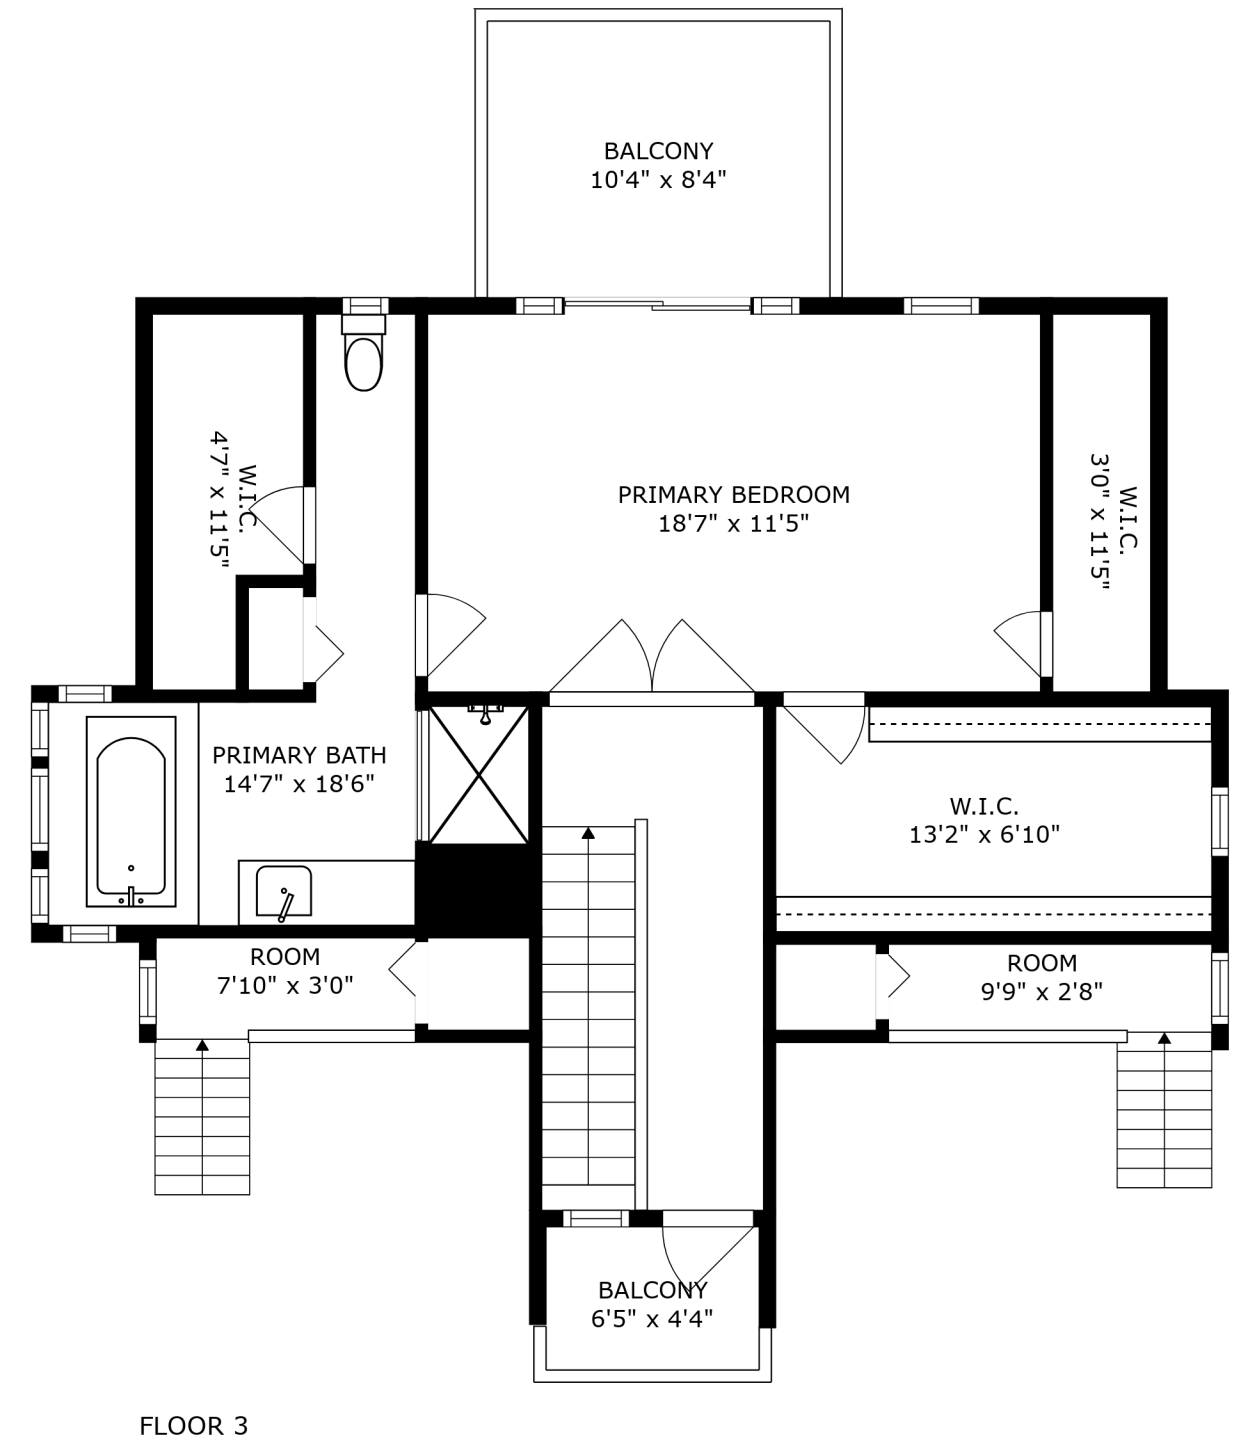 BALCONY
10'4" x 8'4"
W.I.C.
4'7" x 11'5"
PRIMARY BEDROOM
18'7" x 11'5"
W.I.C.
3'0" x 11'5"
PRIMARY BATH
14'7" x 18'6"
W.I.C.
13'2" x 6'10"
ROOM
7'10" x 3'0"
ROOM
9'9" x 2'8"
BALCONY
6'5" x 4'4"
FLOOR 3